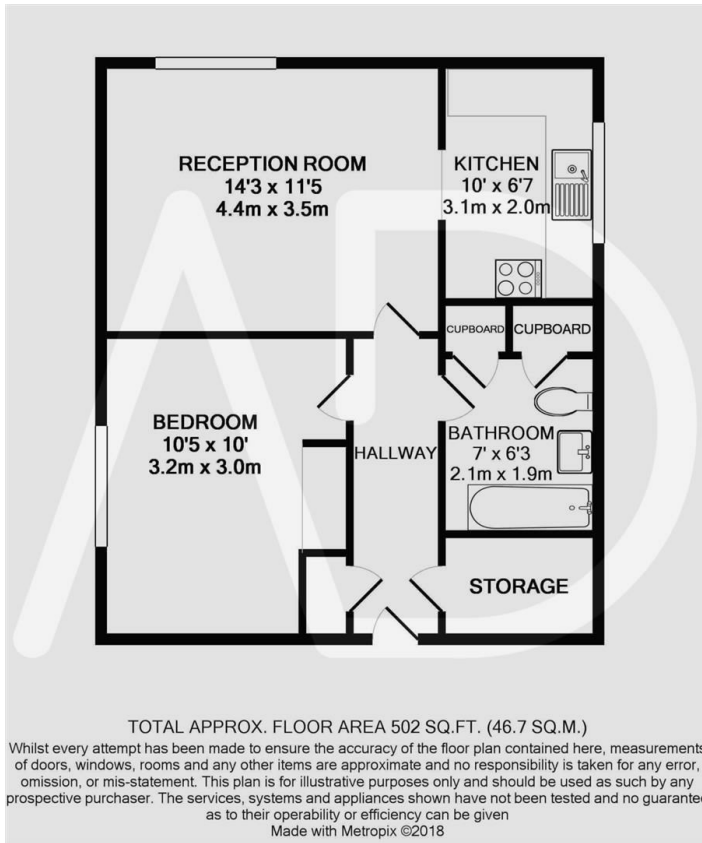 RECEPTION ROOM
14'3 x 11'5
4.4m x 3.5m
KITCHEN
10' x 6'7
3.1m x 2.0m
CUPBOARD
CUPBOARD
BEDROOM
10'5 x 10'
3.2m x 3.0m
HALLWAY
BATHROOM
7' x 6'3
2.1m x 1.9m
STORAGE
AD
TOTAL APPROX. FLOOR AREA 502 SQ.FT. (46.7 SQ.M.)
Whilst every attempt has been made to ensure the accuracy of the floor plan contained here, measurements
of doors, windows, rooms and any other items are approximate and no responsibility is taken for any error,
omission, or mis-statement. This plan is for illustrative purposes only and should be used as such by any
prospective purchaser. The services, systems and appliances shown have not been tested and no guarantee
as to their operability or efficiency can be given
Made with Metropix ©2018